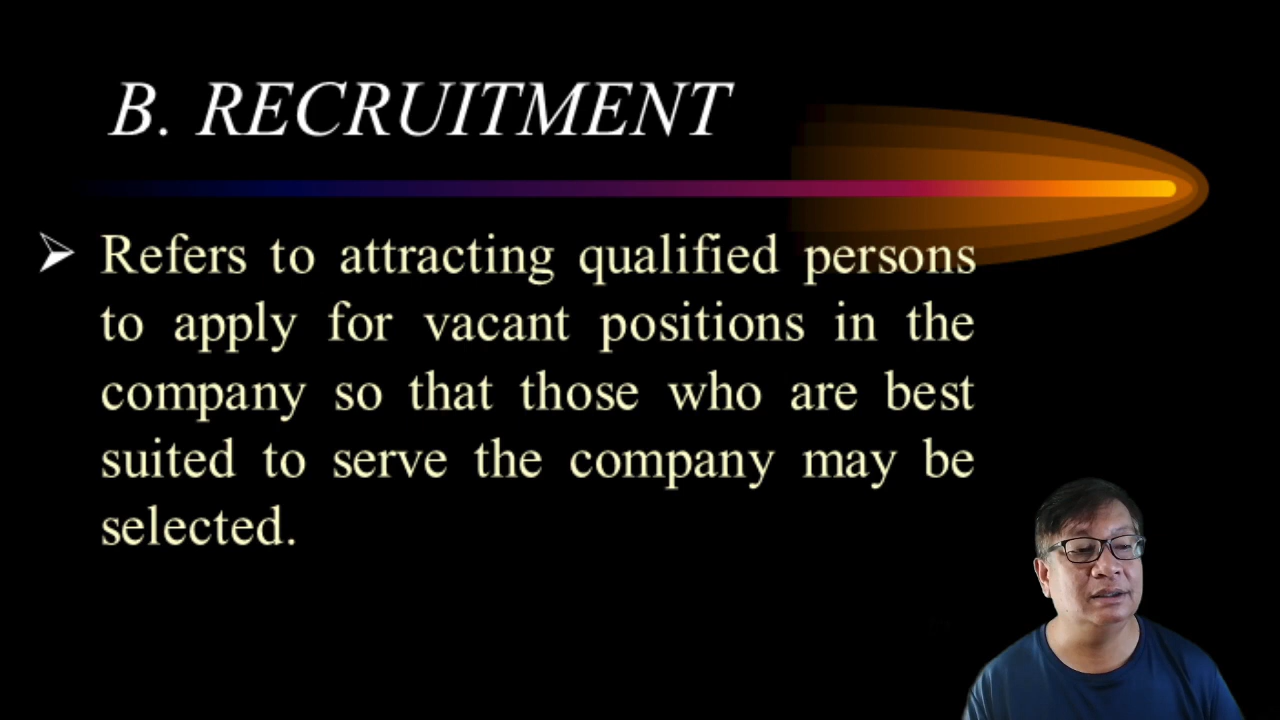 B. RECRUITMENT
Refers to attracting qualified persons
to apply for vacant positions in the
company so that those who are best
suited to serve the company may be
selected.